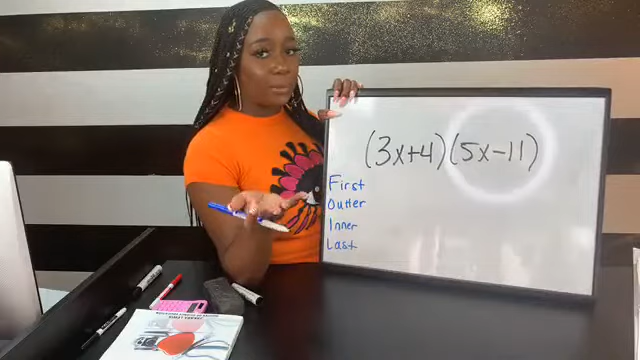 (3x+4)(5x-11)
First
Outter
Inner
Last